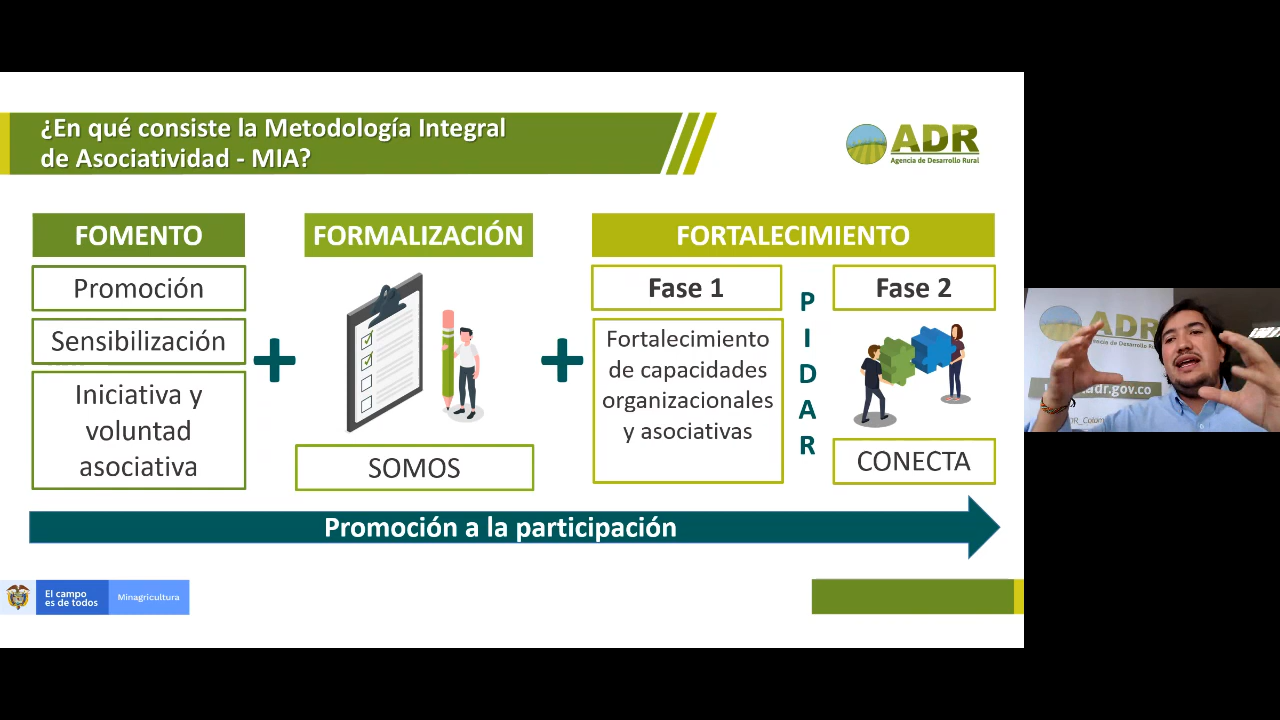 ¿En qué consiste la Metodología Integral
de Asociatividad - MIA?
ADR
Agencia de Desarrollo Rural
FOMENTO
Promoción
Sensibilización
Iniciativa y
voluntad
asociativa
FORMALIZACIÓN
SOMOS
FORTALECIMIENTO
Fase 1
Fortalecimiento
de capacidades
organizacionales
y asociativas
P
I
D
A
R
Fase 2
CONECTA
Promoción a la participación
El campo
es de todos
Minagricultura
ADR
adr.gov.co